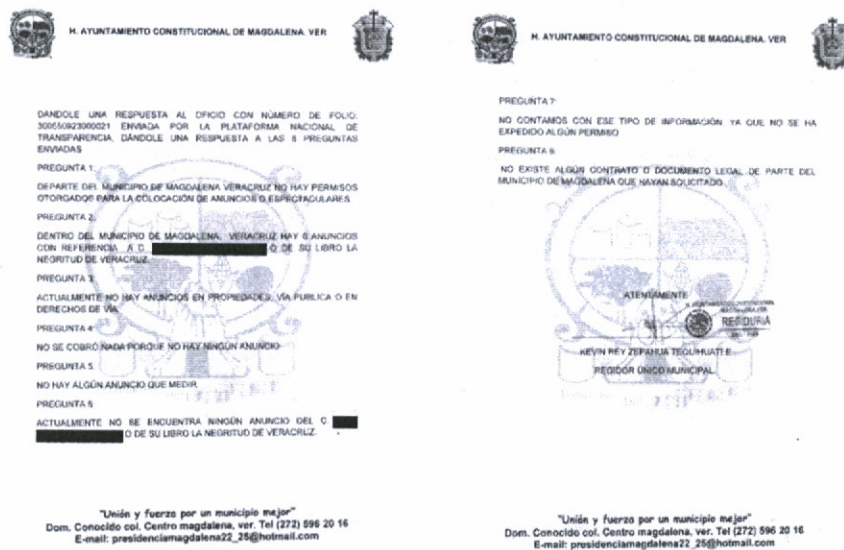 H. AYUNTAMIENTO CONSTITUCIONAL DE MAGDALENA. VER
DÁNDOLE UNA RESPUESTA AL OFICIO CON NÚMERO DE FOLIO:
300550923000021 ENVIADA POR LA PLATAFORMA NACIONAL DE
TRANSPARENCIA, DÁNDOLE UNA RESPUESTA A LAS 8 PREGUNTAS
ENVIADAS
PREGUNTA 1:
DEPARTE DEL MUNICIPIO DE MAGDALENA VERACRUZ NO HAY PERMISOS
OTORGADOS PARA LA COLOCACIÓN DE ANUNCIOS O ESPECTACULARES.
PREGUNTA 2:
DENTRO DEL MUNICIPIO DE MAGDALENA, VERACRUZ HAY 0 ANUNCIOS
CON REFERENCIA A C. O DE SU LIBRO LA
NEGRITUD DE VERACRUZ.
PREGUNTA 3:
ACTUALMENTE NO HAY ANUNCIOS EN PROPIEDADES, VÍA PUBLICA O EN
DERECHOS DE VÍA.
PREGUNTA 4:
NO SE COBRÓ NADA PORQUE NO HAY NINGÚN ANUNCIO.
PREGUNTA 5:
NO HAY ALGÚN ANUNCIO QUE MEDIR.
PREGUNTA 6:
ACTUALMENTE NO SE ENCUENTRA NINGÚN ANUNCIO DEL C.
O DE SU LIBRO LA NEGRITUD DE VERACRUZ.
"Unión y fuerza por un municipio mejor"
Dom. Conocido col. Centro magdalena, ver. Tel (272) 596 20 16
E-mail: presidenciamagdalena22_25@hotmail.com
H. AYUNTAMIENTO CONSTITUCIONAL DE MAGDALENA. VER
PREGUNTA 7:
NO CONTAMOS CON ESE TIPO DE INFORMACIÓN YA QUE NO SE HA
EXPEDIDO ALGÚN PERMISO
PREGUNTA 8:
NO EXISTE ALGÚN CONTRATO O DOCUMENTO LEGAL DE PARTE DEL
MUNICIPIO DE MAGDALENA QUE HAYAN SOLICITADO
ATENTAMENTE
REGIDURIA
KEVIN REY ZEPAHUA TEQUIHUATLE
REGIDOR ÚNICO MUNICIPAL
"Unión y fuerza por un municipio mejor"
Dom. Conocido col. Centro magdalena, ver. Tel (272) 596 20 16
E-mail: presidenciamagdalena22_25@hotmail.com